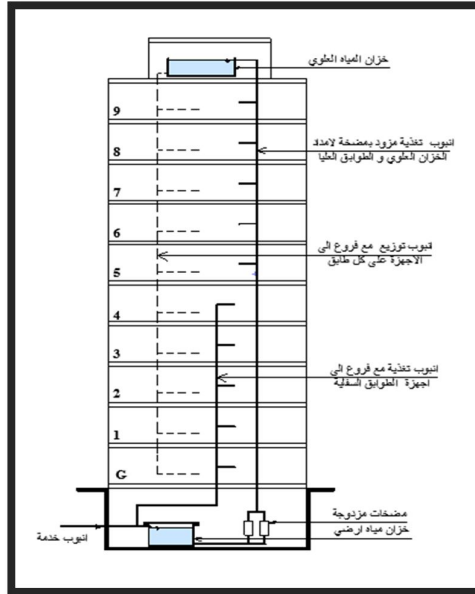 خزان المياه العلوي
9
انبوب تغذية مزود بمضخة لامداد
الخزان العلوي و الطوابق العليا
8
7
6
انبوب توزيع مع فروع الى
الاجهزة على كل طابق
5
4
3
انبوب تغذية مع فروع الى
اجهزة الطوابق السفلية
2
1
G
مضخات مزدوجة
خزان مياه ارضي
انبوب خدمة